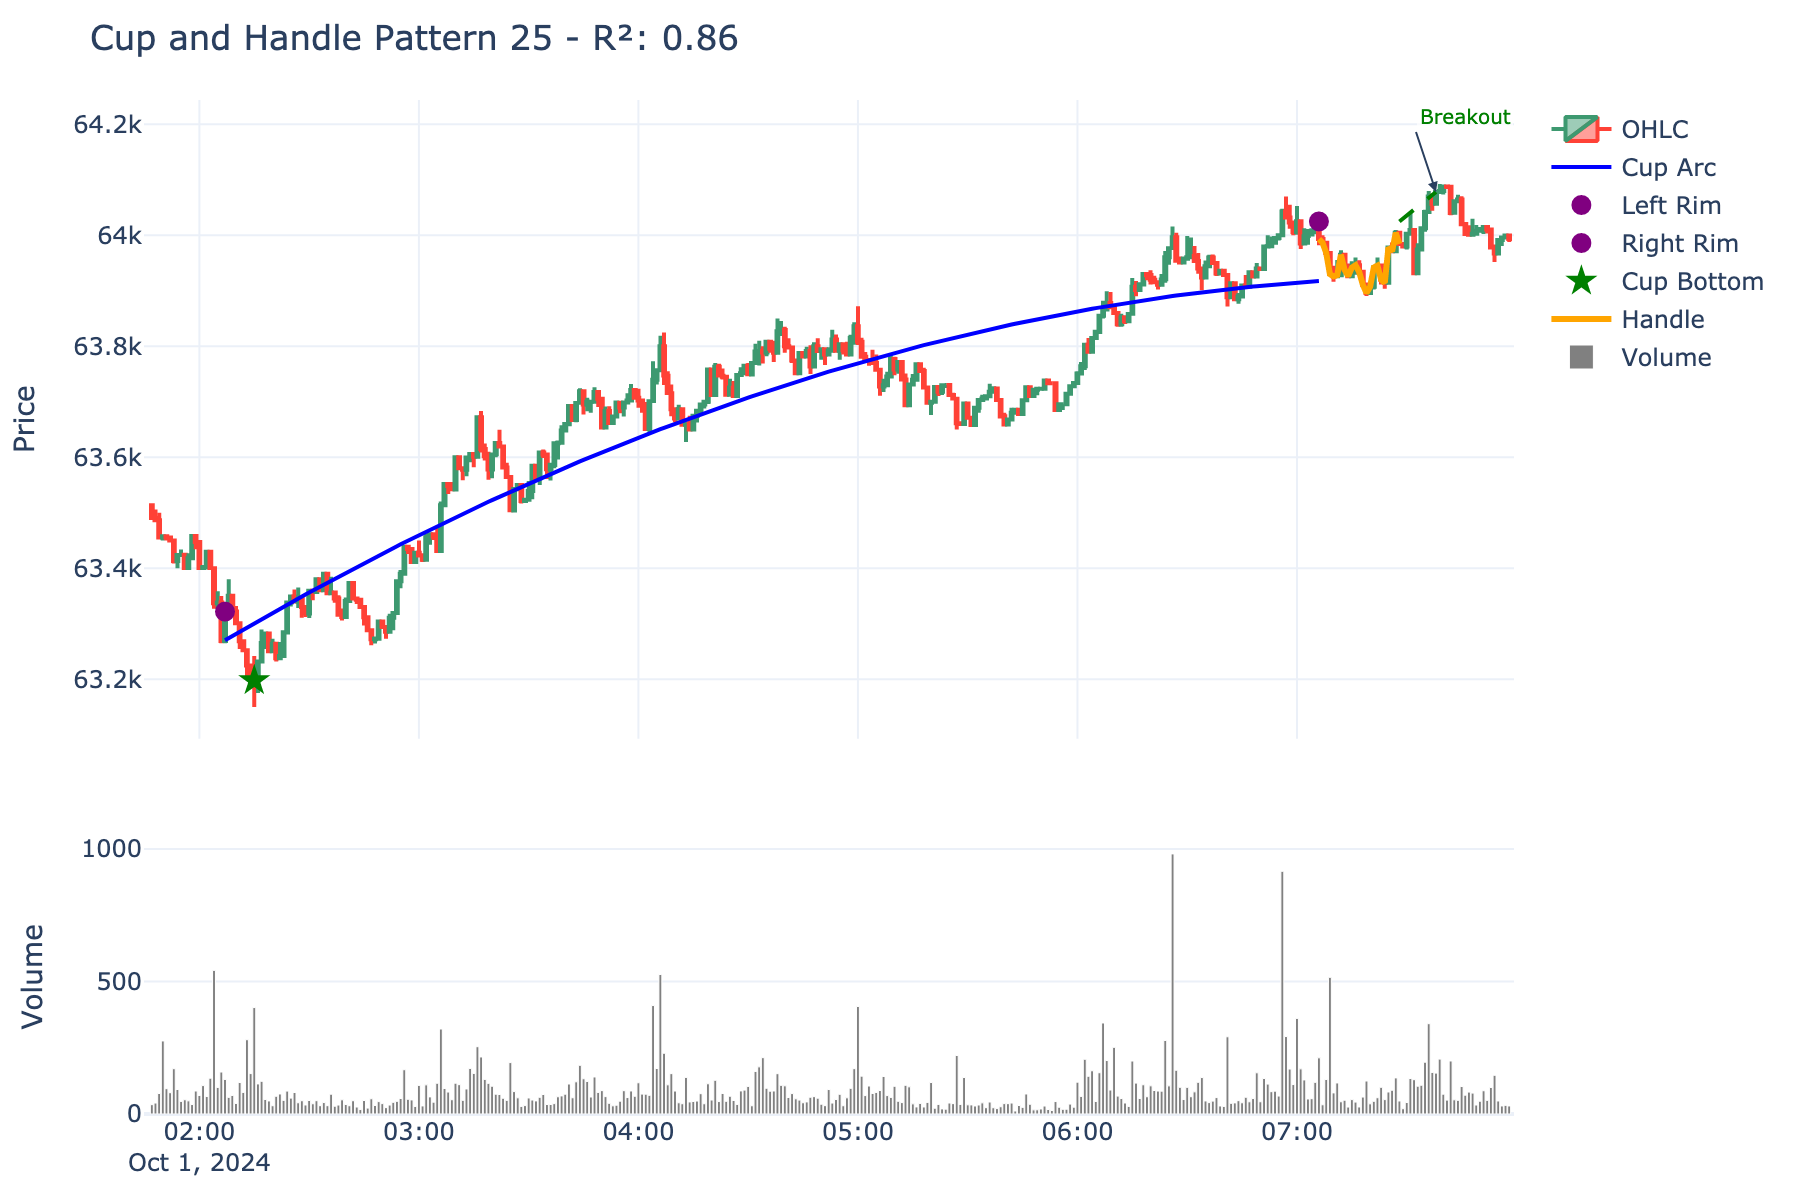 Cup and Handle Pattern 25 - R²: 0.86
Breakout
64.2k
64k
63.8k
63.6k
63.4k
63.2k
Price
OHLC
Cup Arc
Left Rim
Right Rim
Cup Bottom
Handle
Volume
1000
500
0
Volume
02:00
03:00
04:00
05:00
06:00
07:00
Oct 1, 2024